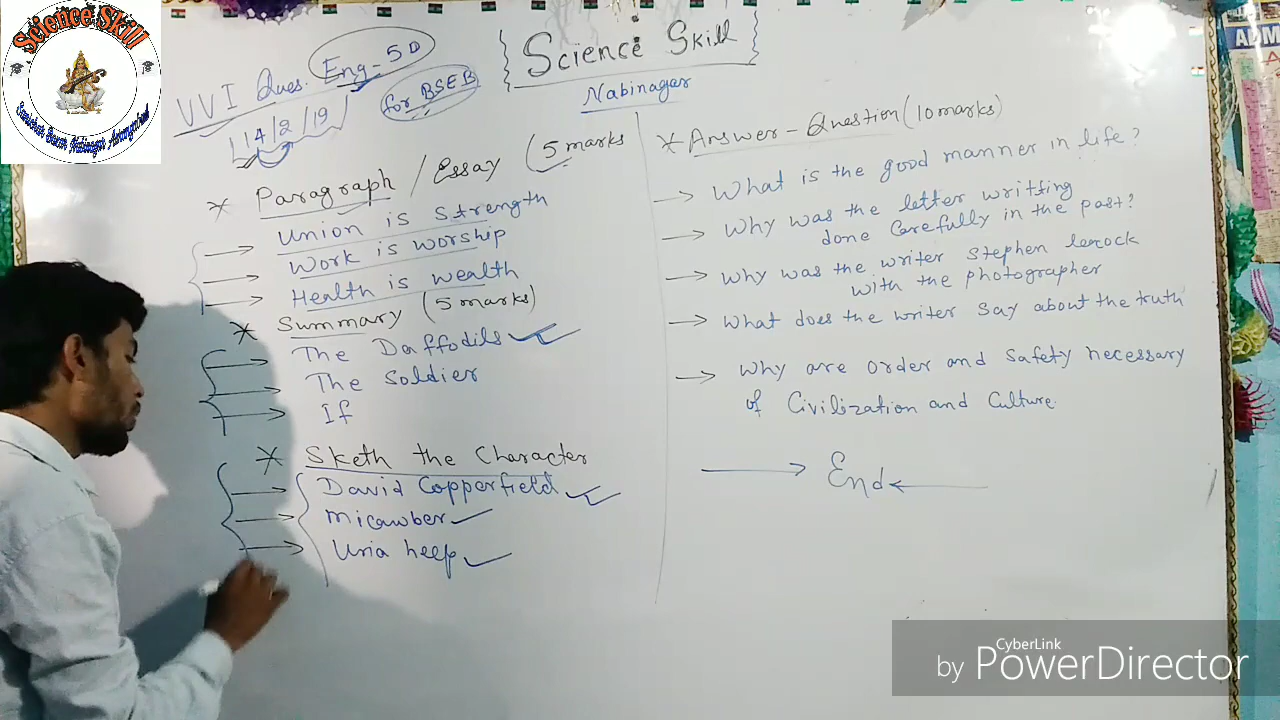 Science Skill
VVI Ques. Eng-50
14/2/19
for BSEB
{ Science Skill }
Nabinagar
* Paragraph / Essay (5 marks
→ Union is strength
→ Work is worship
→ Health is wealth
* Summary (5 marks)
→ The Daffodils
→ The Soldier
→ If
* Sketh the Character
→ David Copperfield
→ Micawber
→ Uria heep
* Answer - Question (10 marks)
→ What is the good manner in life?
→ Why was the letter writting
done carefully in the past?
→ Why was the writer Stephen lecock
with the photographer
→ What does the writer say about the truth
→ Why are order and safety necessary
of Civilization and Culture.
→ End ←
ADM
CyberLink
by PowerDirector